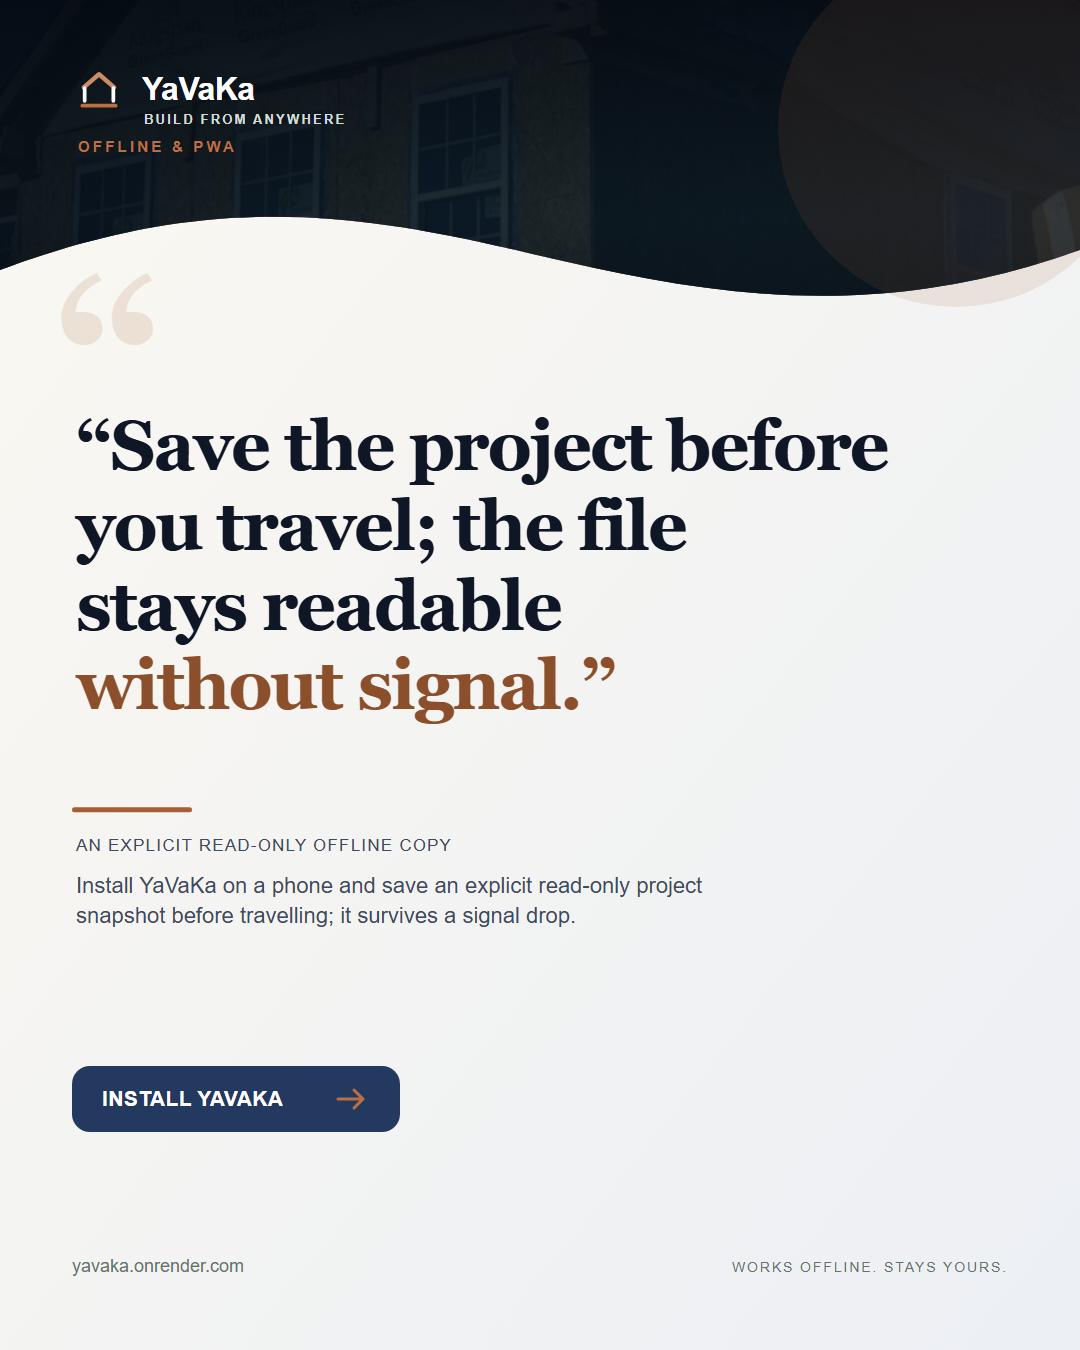 YaVaKa
BUILD FROM ANYWHERE
OFFLINE & PWA
“
“Save the project before
you travel; the file
stays readable
without signal.”
AN EXPLICIT READ-ONLY OFFLINE COPY
Install YaVaKa on a phone and save an explicit read-only project
snapshot before travelling; it survives a signal drop.
INSTALL YAVAKA →
yavaka.onrender.com
WORKS OFFLINE. STAYS YOURS.